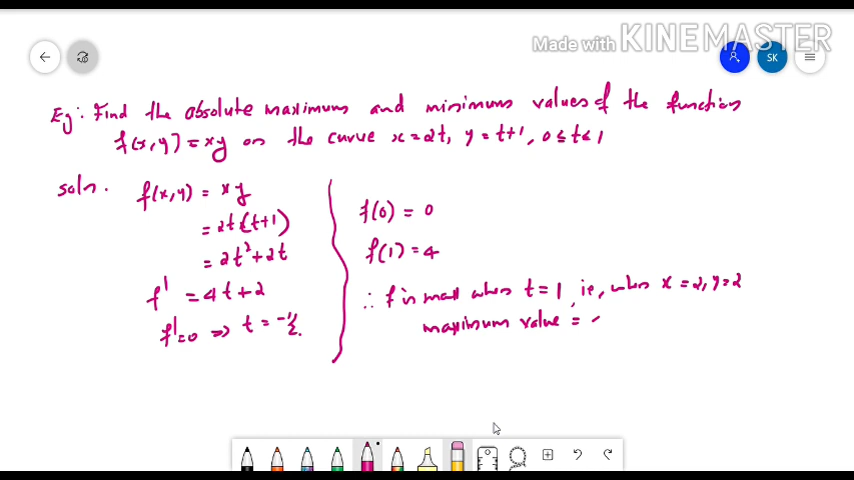 Made with KINEMASTER
SK
Eg: Find the absolute maximum and minimum values of the function
f(x,y) = xy on the curve x=2t, y=t+1, 0≤t<1
soln.
f(x,y) = xy
= 2t(t+1)
= 2t²+2t
f' = 4t+2
f'=0 => t = -1/2.
f(0) = 0
f(1) = 4
∴ f is max when t=1, ie, when x=2, y=2
maximum value =